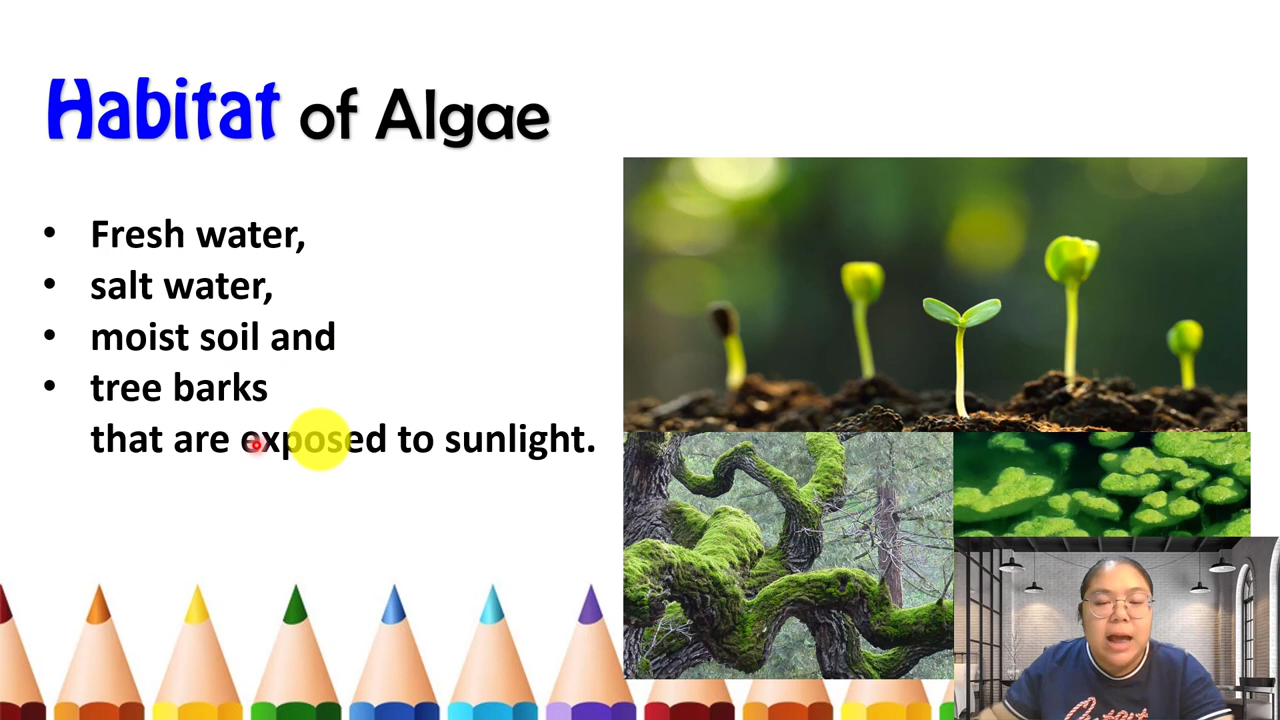 Habitat of Algae
• Fresh water,
• salt water,
• moist soil and
• tree barks
that are exposed to sunlight.